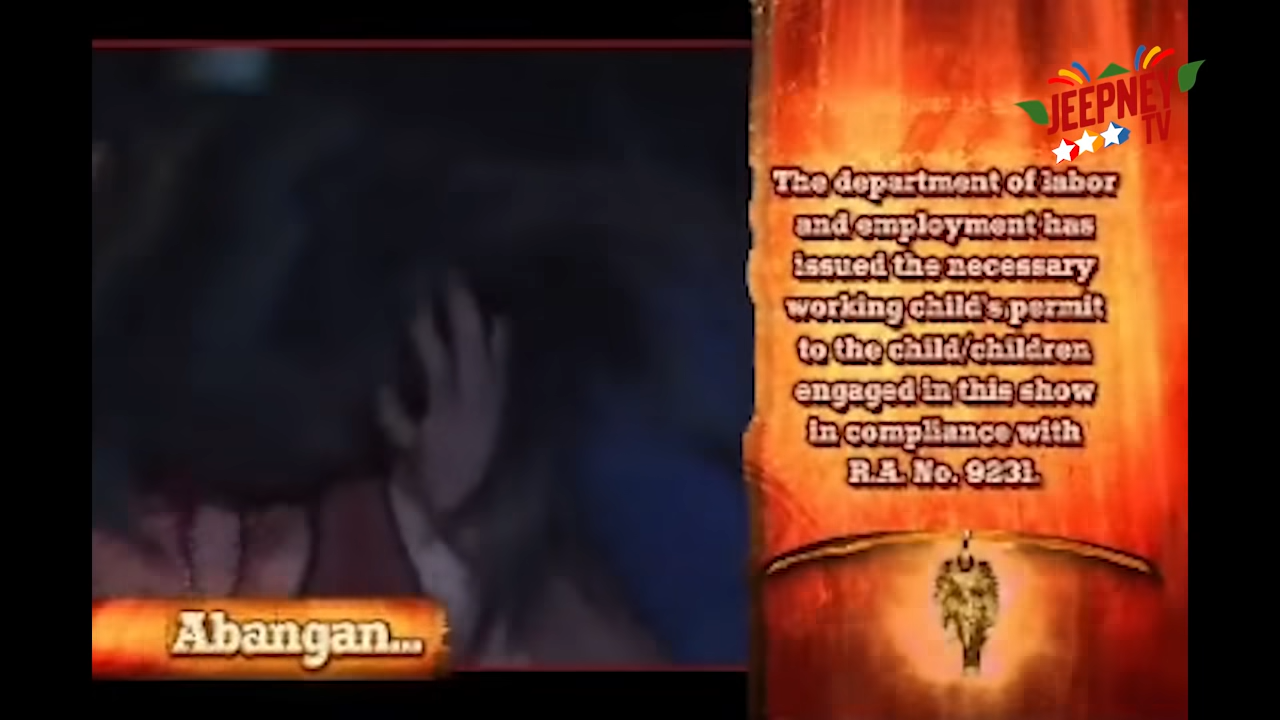 JEEPNEY
TV
The department of labor
and employment has
issued the necessary
working child's permit
to the child/children
engaged in this show
in compliance with
R.A. No. 9231.
Abangan...